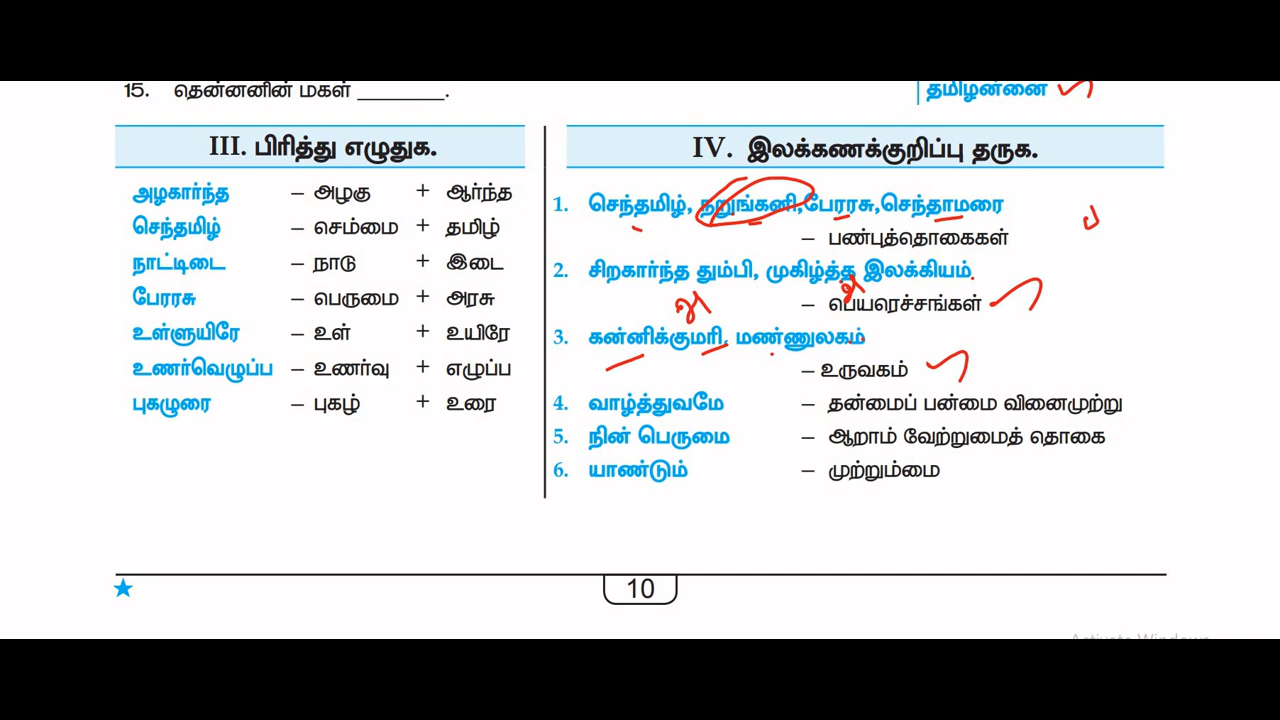 15. தென்னனின் மகள் ________.
தமிழன்னை
III. பிரித்து எழுதுக.
அழகார்ந்த – அழகு + ஆர்ந்த
செந்தமிழ் – செம்மை + தமிழ்
நாட்டிடை – நாடு + இடை
பேரரசு – பெருமை + அரசு
உள்ளுயிரே – உள் + உயிரே
உணர்வெழுப்ப – உணர்வு + எழுப்ப
புகழுரை – புகழ் + உரை
IV. இலக்கணக்குறிப்பு தருக.
1. செந்தமிழ், நறுங்கனி,பேரரசு,செந்தாமரை
– பண்புத்தொகைகள்
2. சிறகார்ந்த தும்பி, முகிழ்த்த இலக்கியம்
– பெயரெச்சங்கள்
3. கன்னிக்குமரி, மண்ணுலகம்
– உருவகம்
4. வாழ்த்துவமே – தன்மைப் பன்மை வினைமுற்று
5. நின் பெருமை – ஆறாம் வேற்றுமைத் தொகை
6. யாண்டும் – முற்றும்மை
10